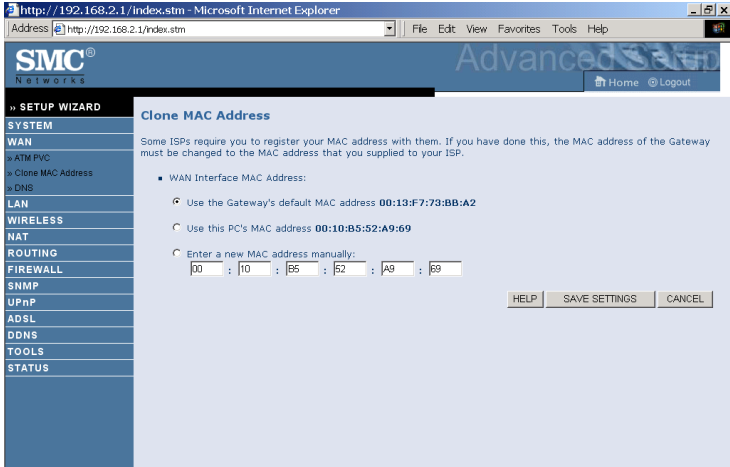 http://192.168.2.1/index.stm - Microsoft Internet Explorer
Address http://192.168.2.1/index.stm File Edit View Favorites Tools Help
SMC®
Networks
Advanced Setup
Home Logout
» SETUP WIZARD
SYSTEM
WAN
» ATM PVC
» Clone MAC Address
» DNS
LAN
WIRELESS
NAT
ROUTING
FIREWALL
SNMP
UPnP
ADSL
DDNS
TOOLS
STATUS
Clone MAC Address
Some ISPs require you to register your MAC address with them. If you have done this, the MAC address of the Gateway
must be changed to the MAC address that you supplied to your ISP.
▪ WAN Interface MAC Address:
Use the Gateway's default MAC address 00:13:F7:73:BB:A2
Use this PC's MAC address 00:10:B5:52:A9:69
Enter a new MAC address manually:
00 : 10 : B5 : 52 : A9 : 69
HELP SAVE SETTINGS CANCEL